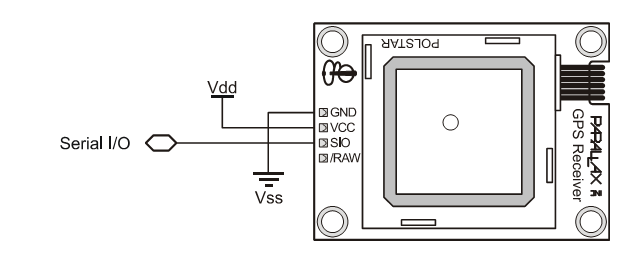 POLSTAR
Vdd
GND
VCC
Serial I/O
SIO
/RAW
Vss
PARALLAX
GPS Receiver